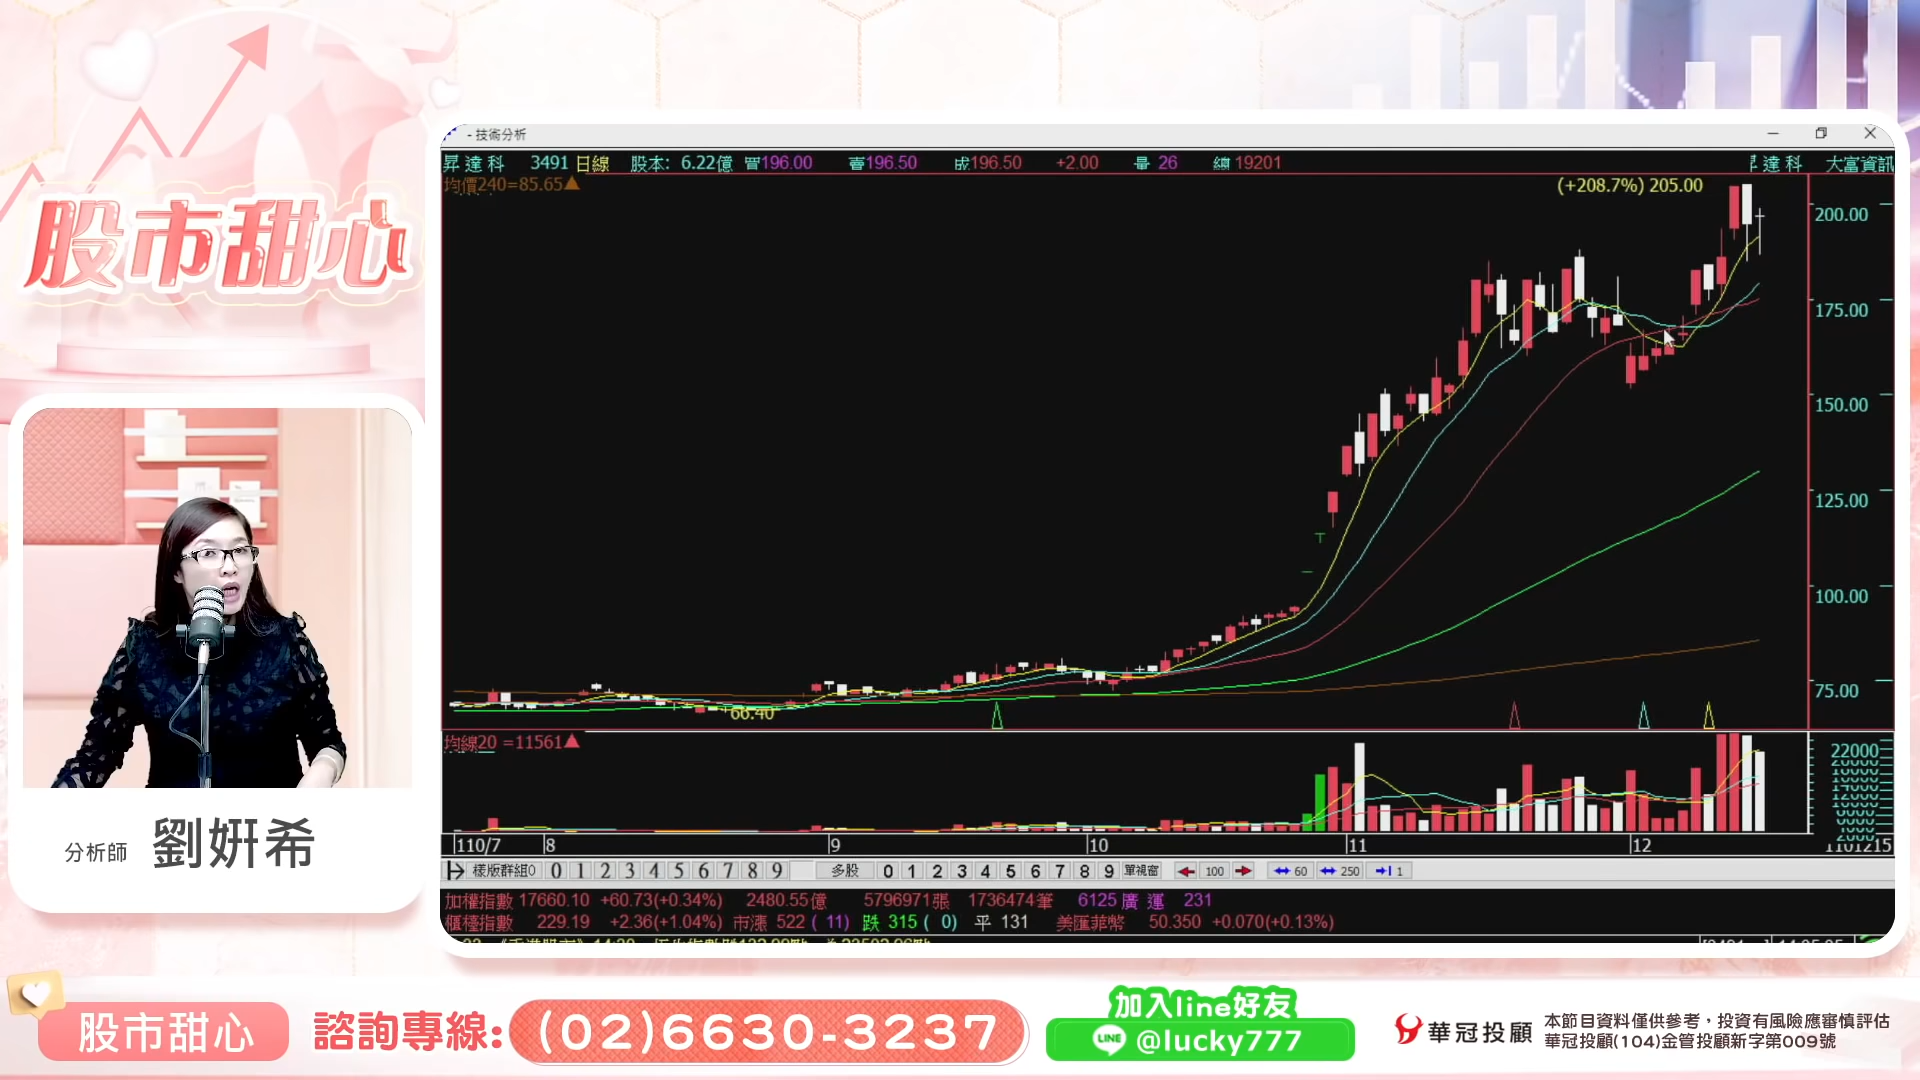 股市甜心
分析師 劉妍希
- 技術分析
昇達科 3491 日線 股本: 6.22億 買196.00 賣196.50 成196.50 +2.00 量 26 總 19201 達科 大富資訊
均價240=85.65▲
(+208.7%) 205.00
200.00
175.00
150.00
125.00
100.00
75.00
66.40
均線20 =11561▲
22000
110/7 8 9 10 11 12 1101215
樣版群組0 0 1 2 3 4 5 6 7 8 9 多股 0 1 2 3 4 5 6 7 8 9 單視窗 100 60 250 1
加權指數 17660.10 +60.73(+0.34%) 2480.55億 5796971張 1736474筆 6125 廣運 231
櫃檯指數 229.19 +2.36(+1.04%) 市漲 522 ( 11) 跌 315 ( 0) 平 131 美匯菲幣 50.350 +0.070(+0.13%)
股市甜心
諮詢專線:
(02)6630-3237
加入line好友
LINE @lucky777
華冠投顧
本節目資料僅供參考，投資有風險應審慎評估
華冠投顧(104)金管投顧新字第009號